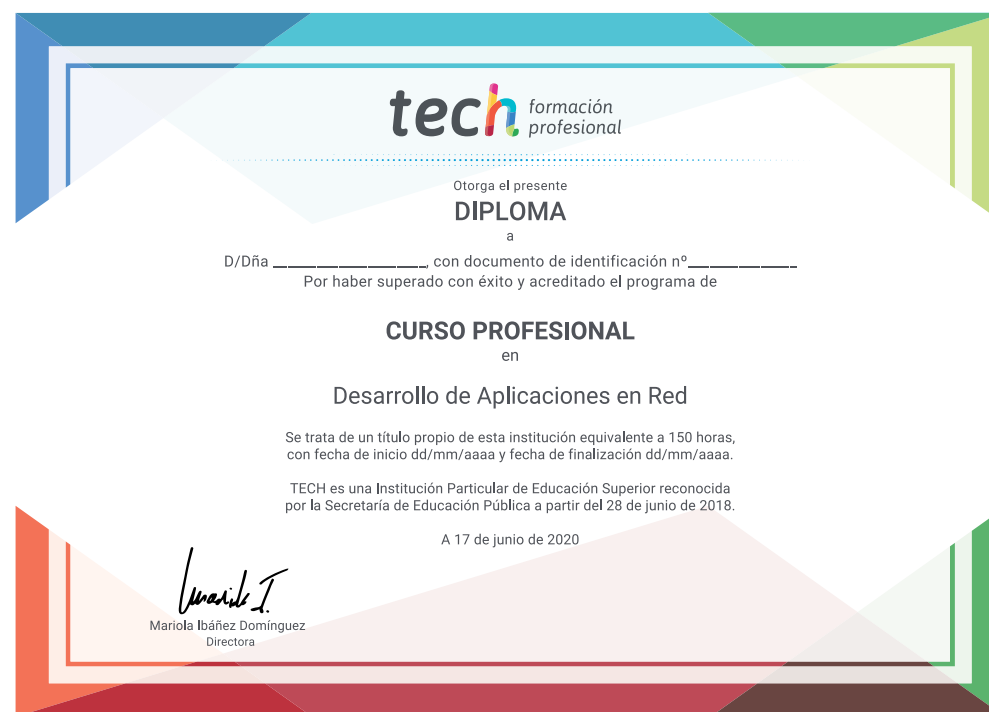 tech formación
profesional
Otorga el presente
DIPLOMA
a
D/Dña ______________, con documento de identificación nº__________
Por haber superado con éxito y acreditado el programa de
CURSO PROFESIONAL
en
Desarrollo de Aplicaciones en Red
Se trata de un título propio de esta institución equivalente a 150 horas,
con fecha de inicio dd/mm/aaaa y fecha de finalización dd/mm/aaaa.
TECH es una Institución Particular de Educación Superior reconocida
por la Secretaría de Educación Pública a partir del 28 de junio de 2018.
A 17 de junio de 2020
Mariola Ibáñez Domínguez
Directora